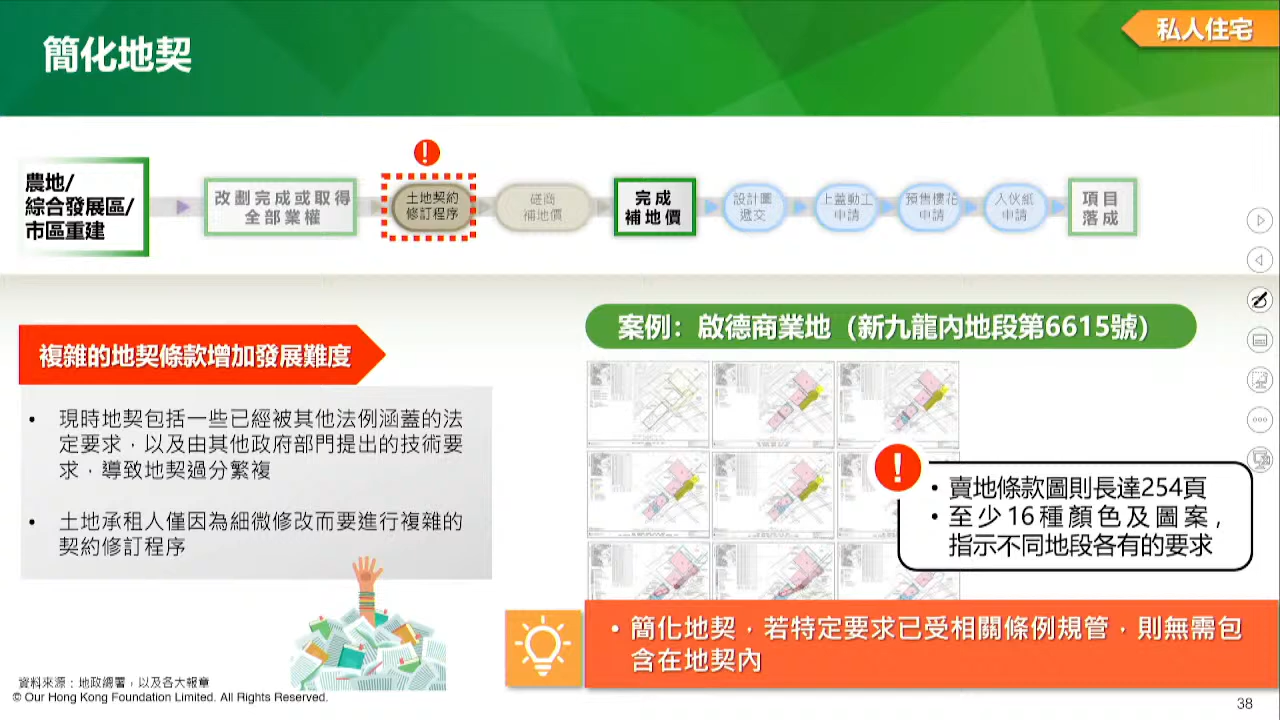 簡化地契
私人住宅
農地/
綜合發展區/
市區重建
改劃完成或取得
全部業權
土地契約
修訂程序
磋商
補地價
完成
補地價
設計圖
遞交
上蓋動工
申請
預售樓花
申請
入伙紙
申請
項目
落成
複雜的地契條款增加發展難度
• 現時地契包括一些已經被其他法例涵蓋的法
定要求，以及由其他政府部門提出的技術要
求，導致地契過分繁複
• 土地承租人僅因為細微修改而要進行複雜的
契約修訂程序
案例：啟德商業地（新九龍內地段第6615號）
• 賣地條款圖則長達254頁
• 至少16種顏色及圖案，
指示不同地段各有的要求
• 簡化地契，若特定要求已受相關條例規管，則無需包
含在地契內
資料來源：地政總署，以及各大報章
© Our Hong Kong Foundation Limited. All Rights Reserved.
38